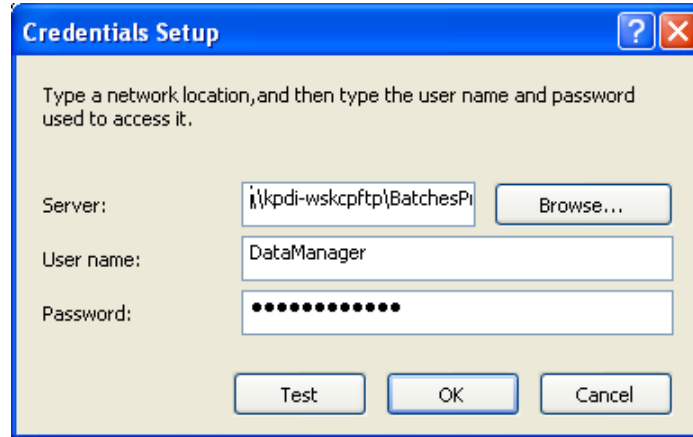 Credentials Setup
Type a network location,and then type the user name and password
used to access it.
Server:
\\kpdi-wskcpftp\BatchesPr
Browse...
User name:
DataManager
Password:
••••••••••••
Test
OK
Cancel